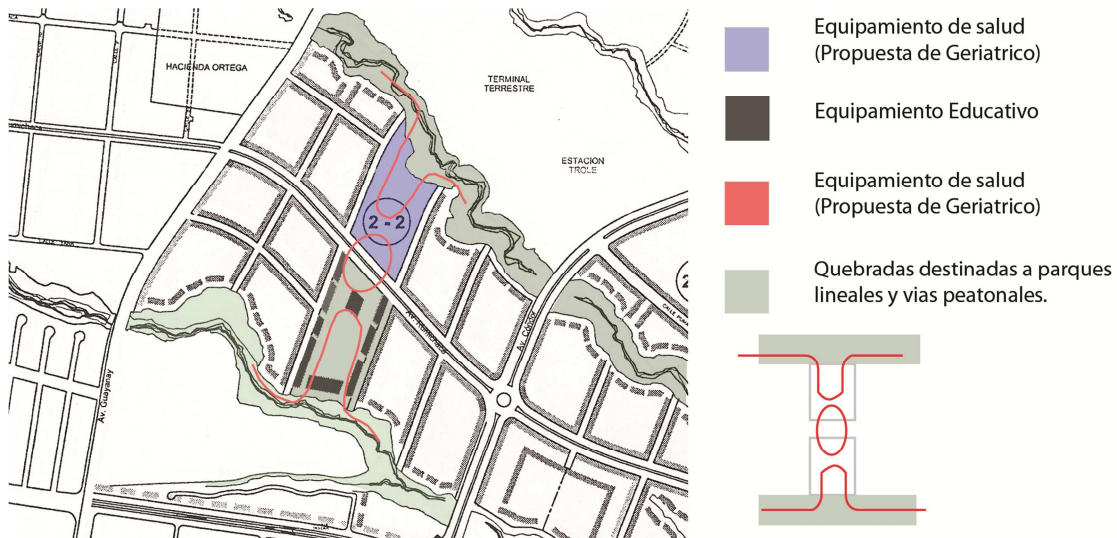 HACIENDA ORTEGA
TERMINAL
TERRESTRE
ESTACION
TROLE
2 - 2
Av. Guayanay
Av. Cóndor
2
Equipamiento de salud
(Propuesta de Geriatrico)
Equipamiento Educativo
Equipamiento de salud
(Propuesta de Geriatrico)
Quebradas destinadas a parques
lineales y vias peatonales.